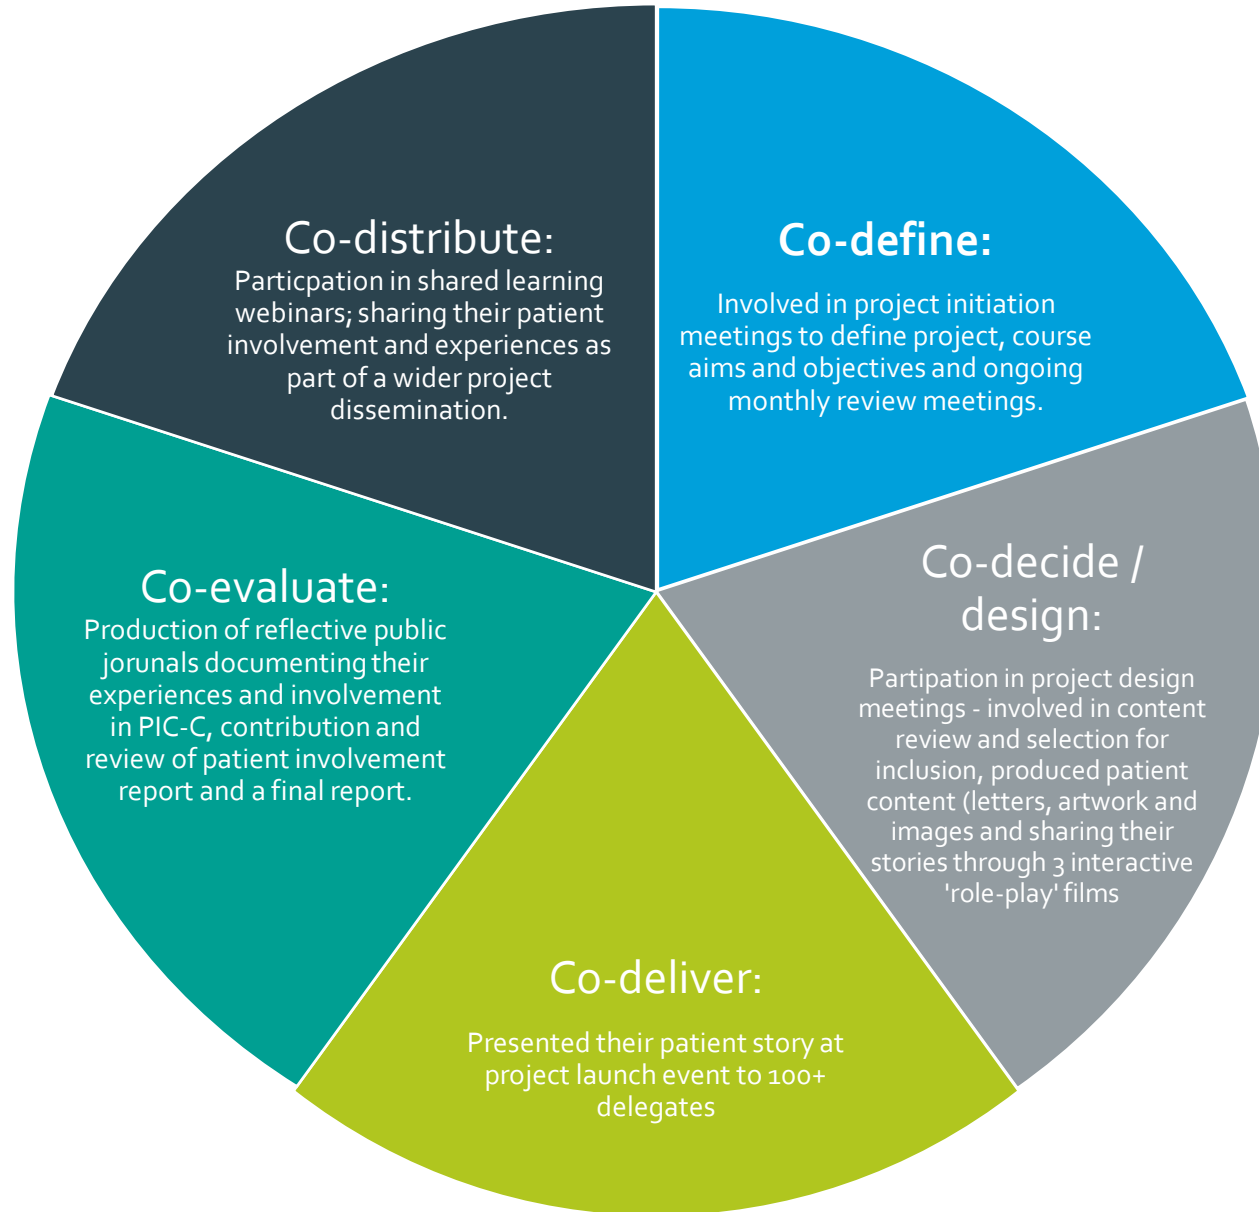 Co-define:
Involved in project initiation
meetings to define project, course
aims and objectives and ongoing
monthly review meetings.
Co-decide /
design:
Partipation in project design
meetings - involved in content
review and selection for
inclusion, produced patient
content (letters, artwork and
images and sharing their
stories through 3 interactive
'role-play' films
Co-deliver:
Presented their patient story at
project launch event to 100+
delegates
Co-evaluate:
Production of reflective public
jorunals documenting their
experiences and involvement
in PIC-C, contribution and
review of patient involvement
report and a final report.
Co-distribute:
Particpation in shared learning
webinars; sharing their patient
involvement and experiences as
part of a wider project
dissemination.